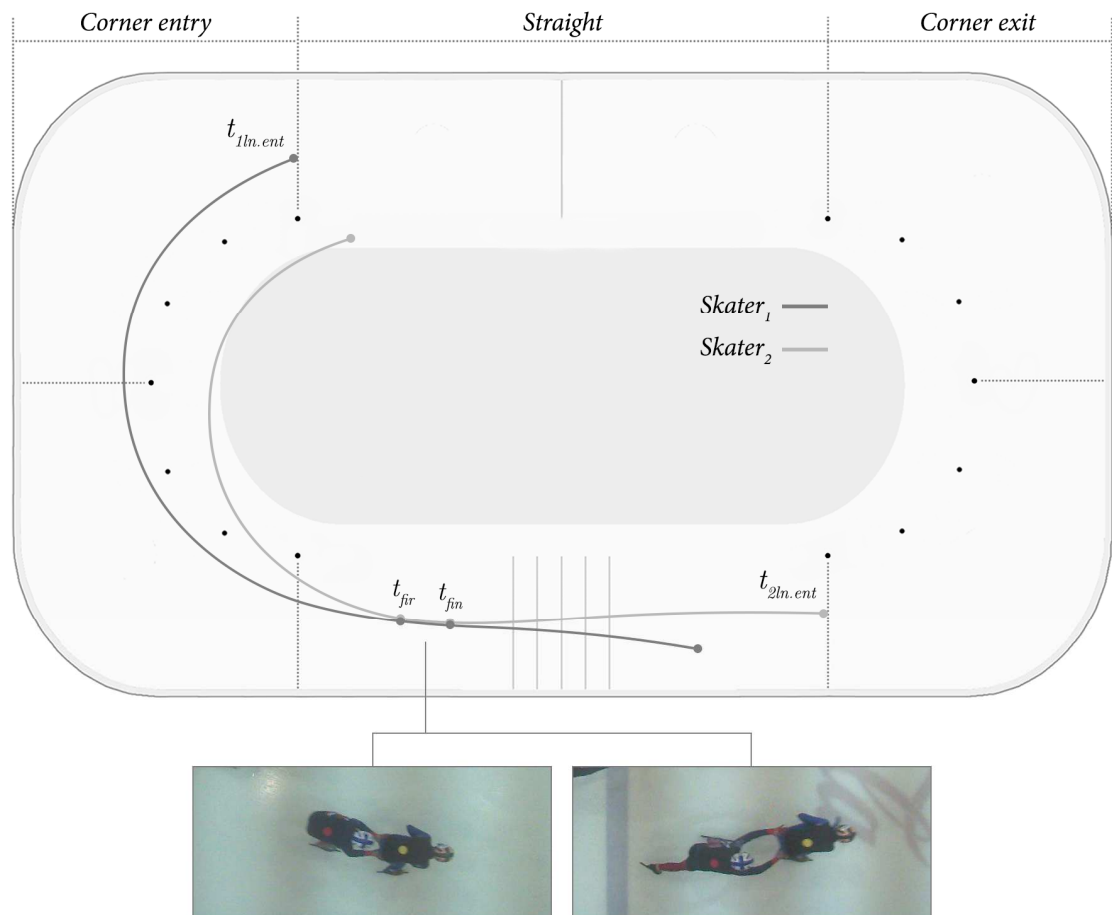 Corner entry
Straight
Corner exit
t1ln.ent
Skater1
Skater2
tfir
tfin
t2ln.ent